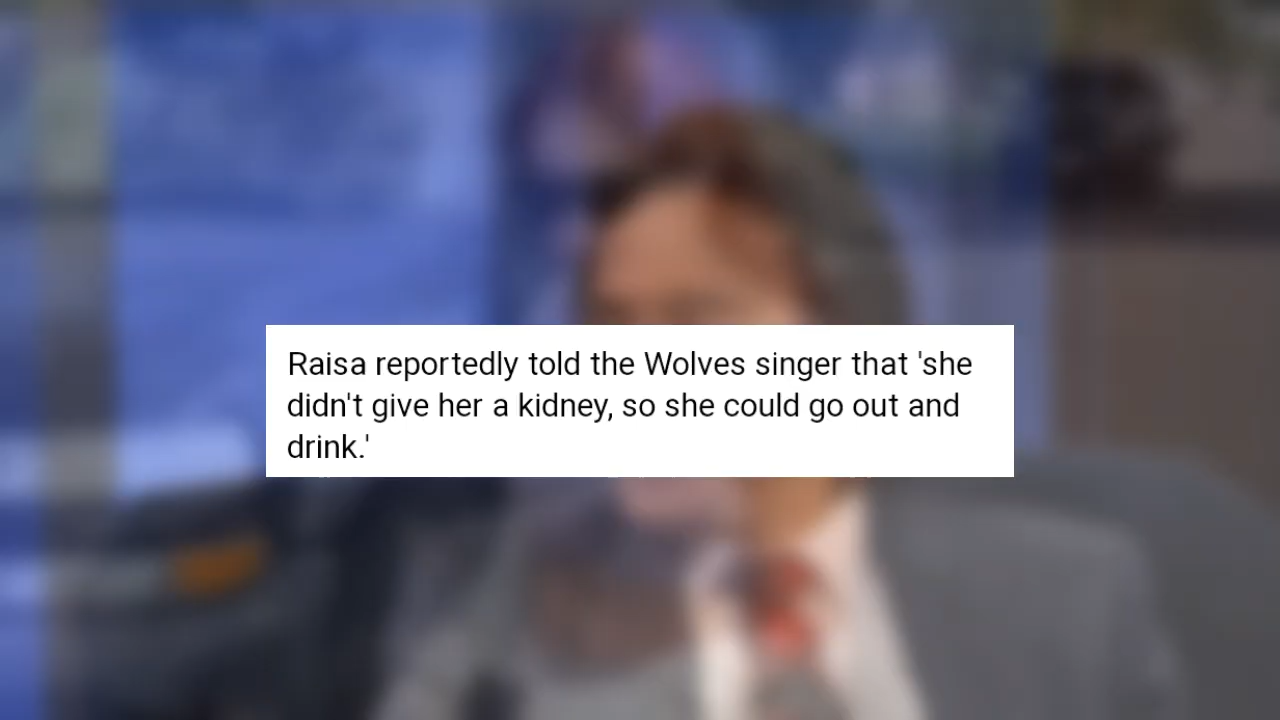 Raisa reportedly told the Wolves singer that 'she
didn't give her a kidney, so she could go out and
drink.'